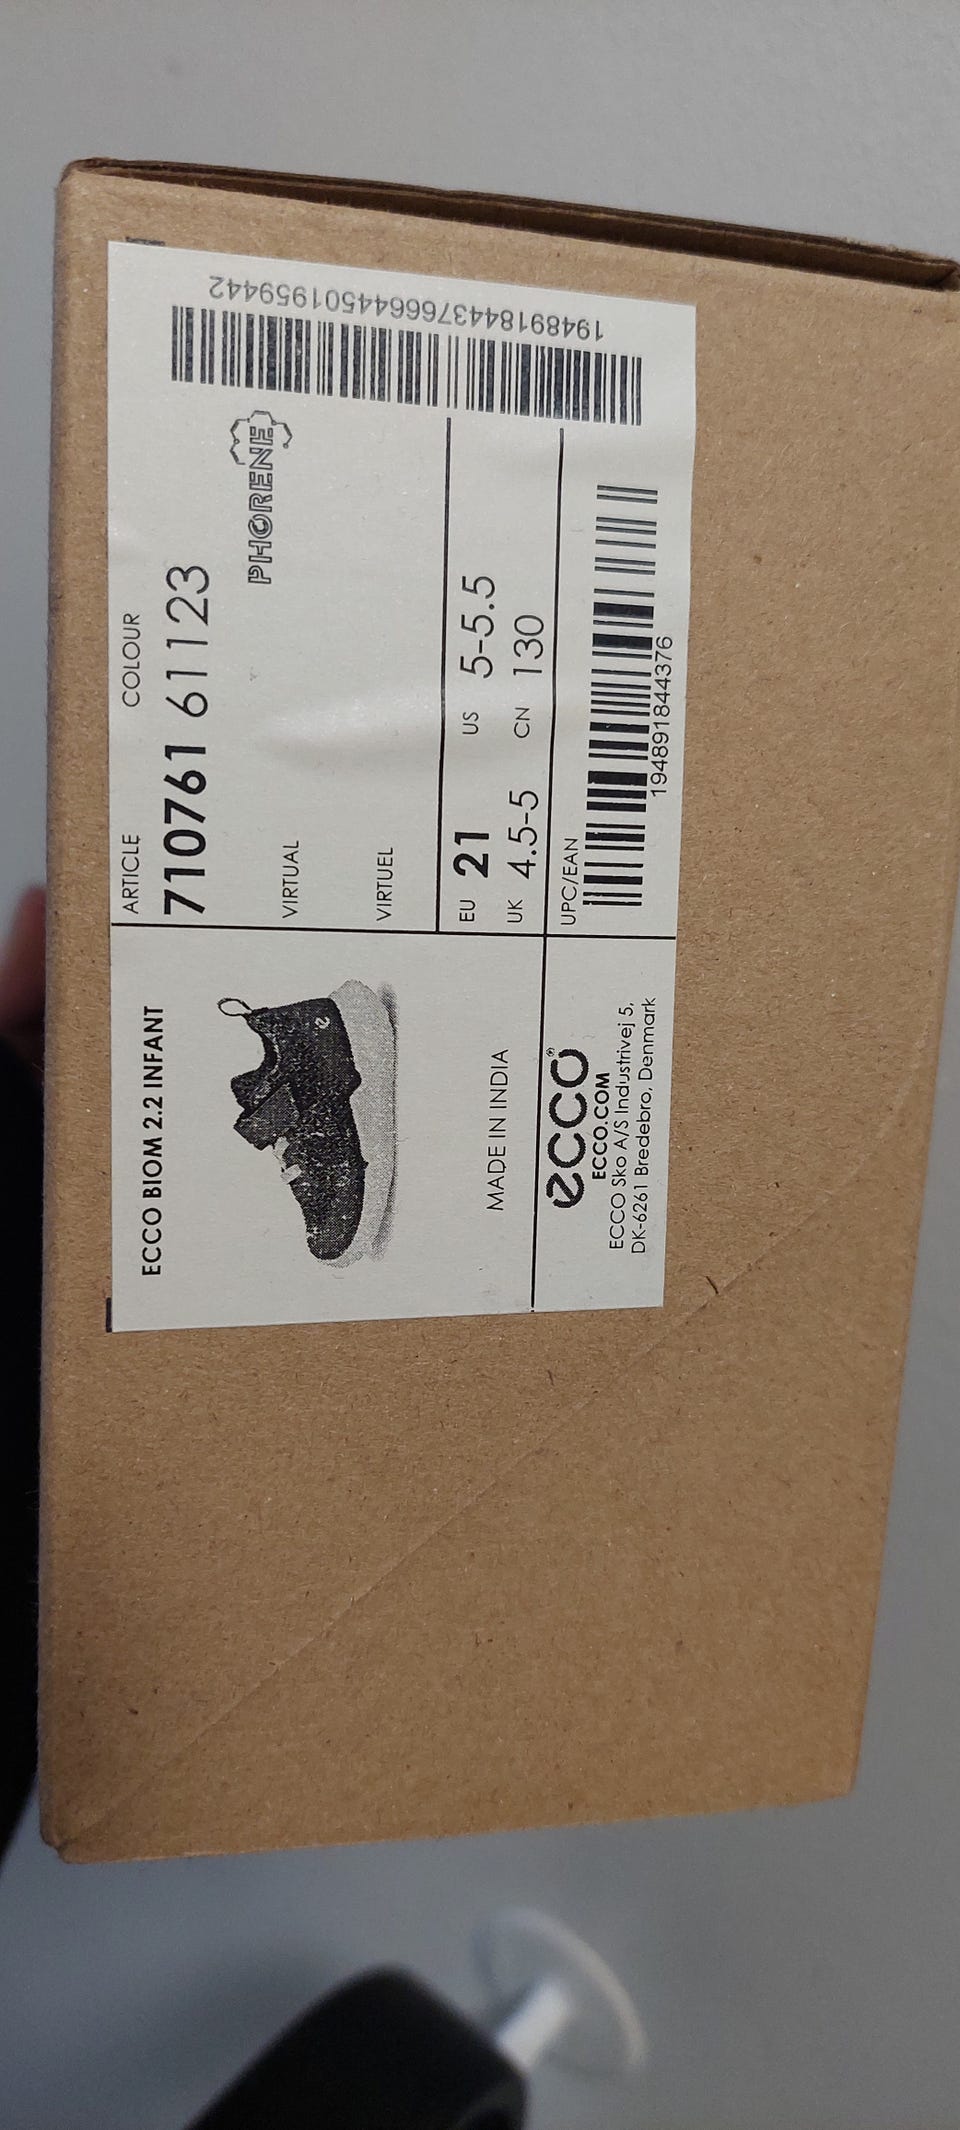 ECCO BIOM 2.2 INFANT
MADE IN INDIA
ecco®
ECCO.COM
ECCO Sko A/S Industrivej 5,
DK-6261 Bredebro, Denmark
ARTICLE COLOUR
710761 61123
PHORENE
VIRTUAL
VIRTUEL
EU 21 US 5-5.5
UK 4.5-5 CN 130
UPC/EAN
194891844376
1948918443766644501959442